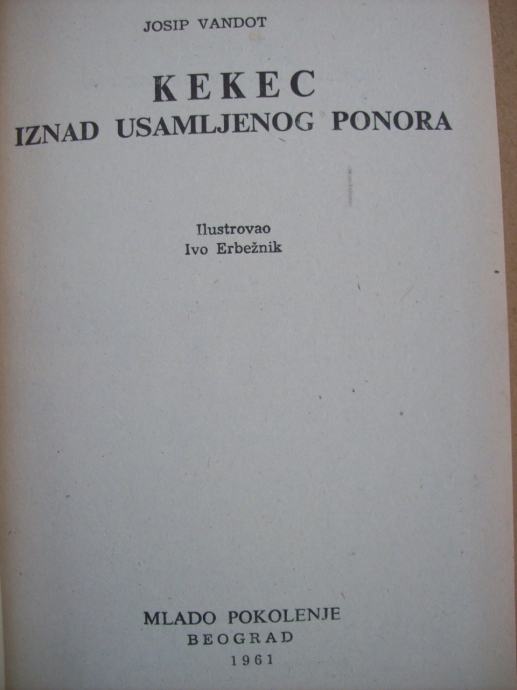 JOSIP VANDOT
KEKEC
IZNAD USAMLJENOG PONORA
Ilustrovao
Ivo Erbežnik
MLADO POKOLENJE
BEOGRAD
1961